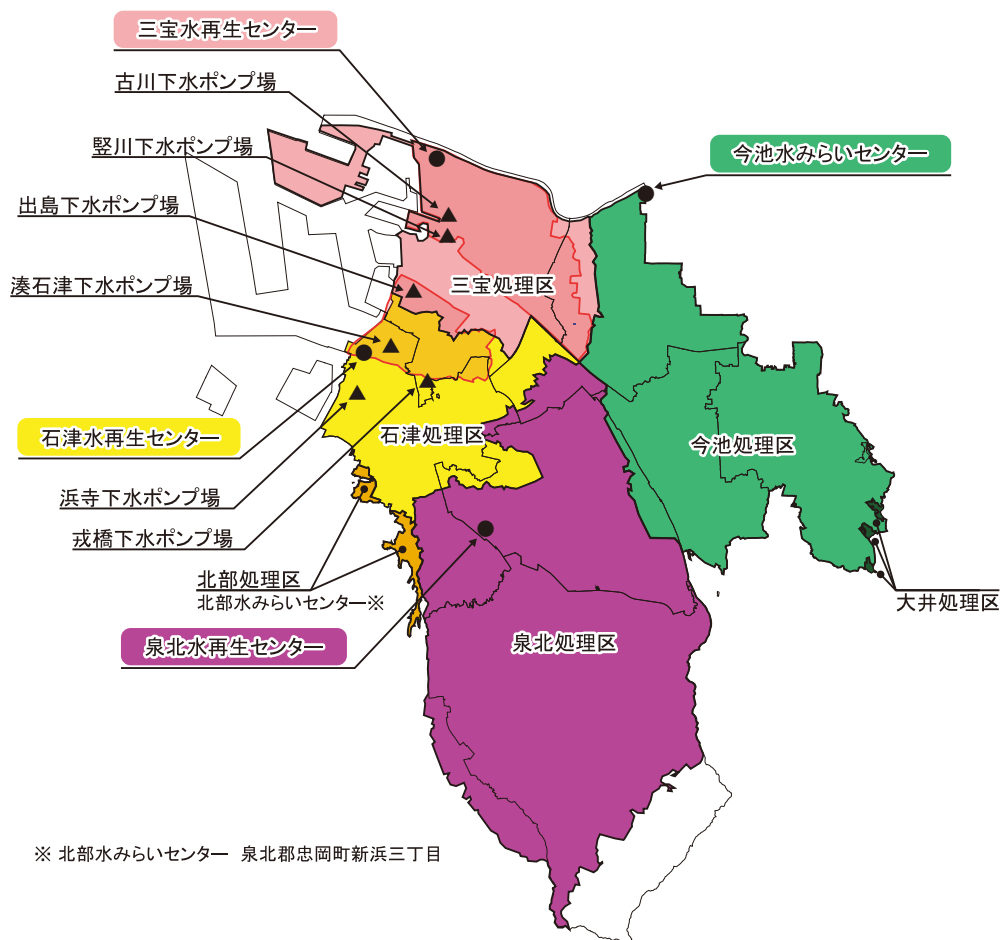 三宝水再生センター
古川下水ポンプ場
竪川下水ポンプ場
今池水みらいセンター
出島下水ポンプ場
湊石津下水ポンプ場
三宝処理区
石津水再生センター
石津処理区
今池処理区
浜寺下水ポンプ場
戎橋下水ポンプ場
北部処理区
北部水みらいセンター※
大井処理区
泉北水再生センター
泉北処理区
※ 北部水みらいセンター 泉北郡忠岡町新浜三丁目